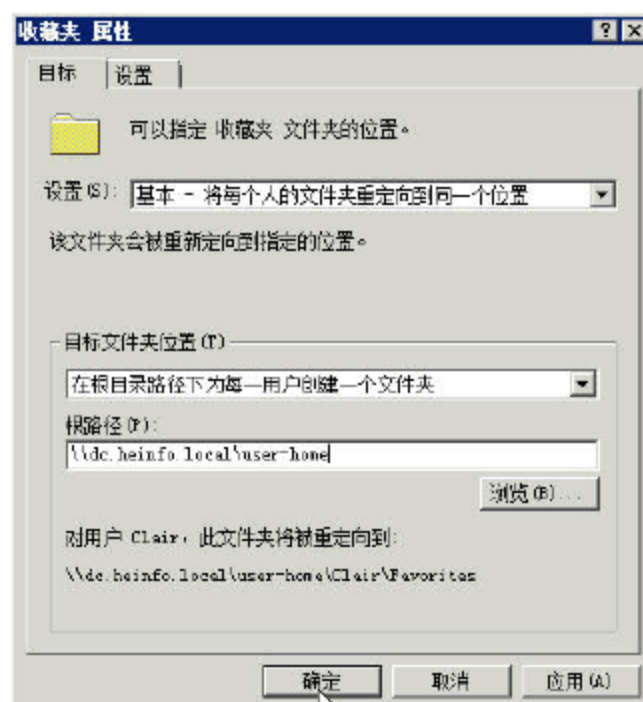 收藏夹 属性
目标 设置
可以指定 收藏夹 文件夹的位置。
设置(S): 基本 - 将每个人的文件夹重定向到同一个位置
该文件夹会被重新定向到指定的位置。
目标文件夹位置(T)
在根目录路径下为每一用户创建一个文件夹
根路径(P):
\\dc.heinfo.local\user-home
浏览(B)...
对用户 Clair，此文件夹将被重定向到:
\\dc.heinfo.local\user-home\Clair\Favorites
确定 取消 应用(A)